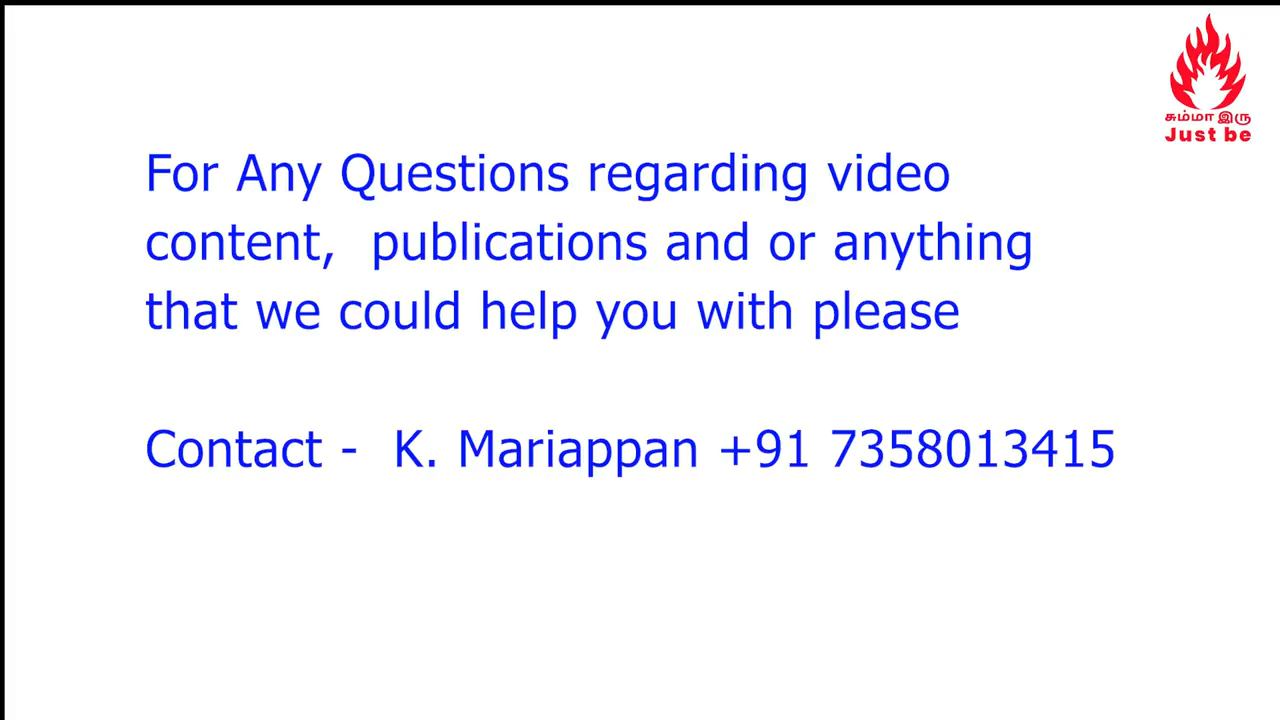 சும்மா இரு
Just be
For Any Questions regarding video
content,  publications and or anything
that we could help you with please
Contact -  K. Mariappan +91 7358013415